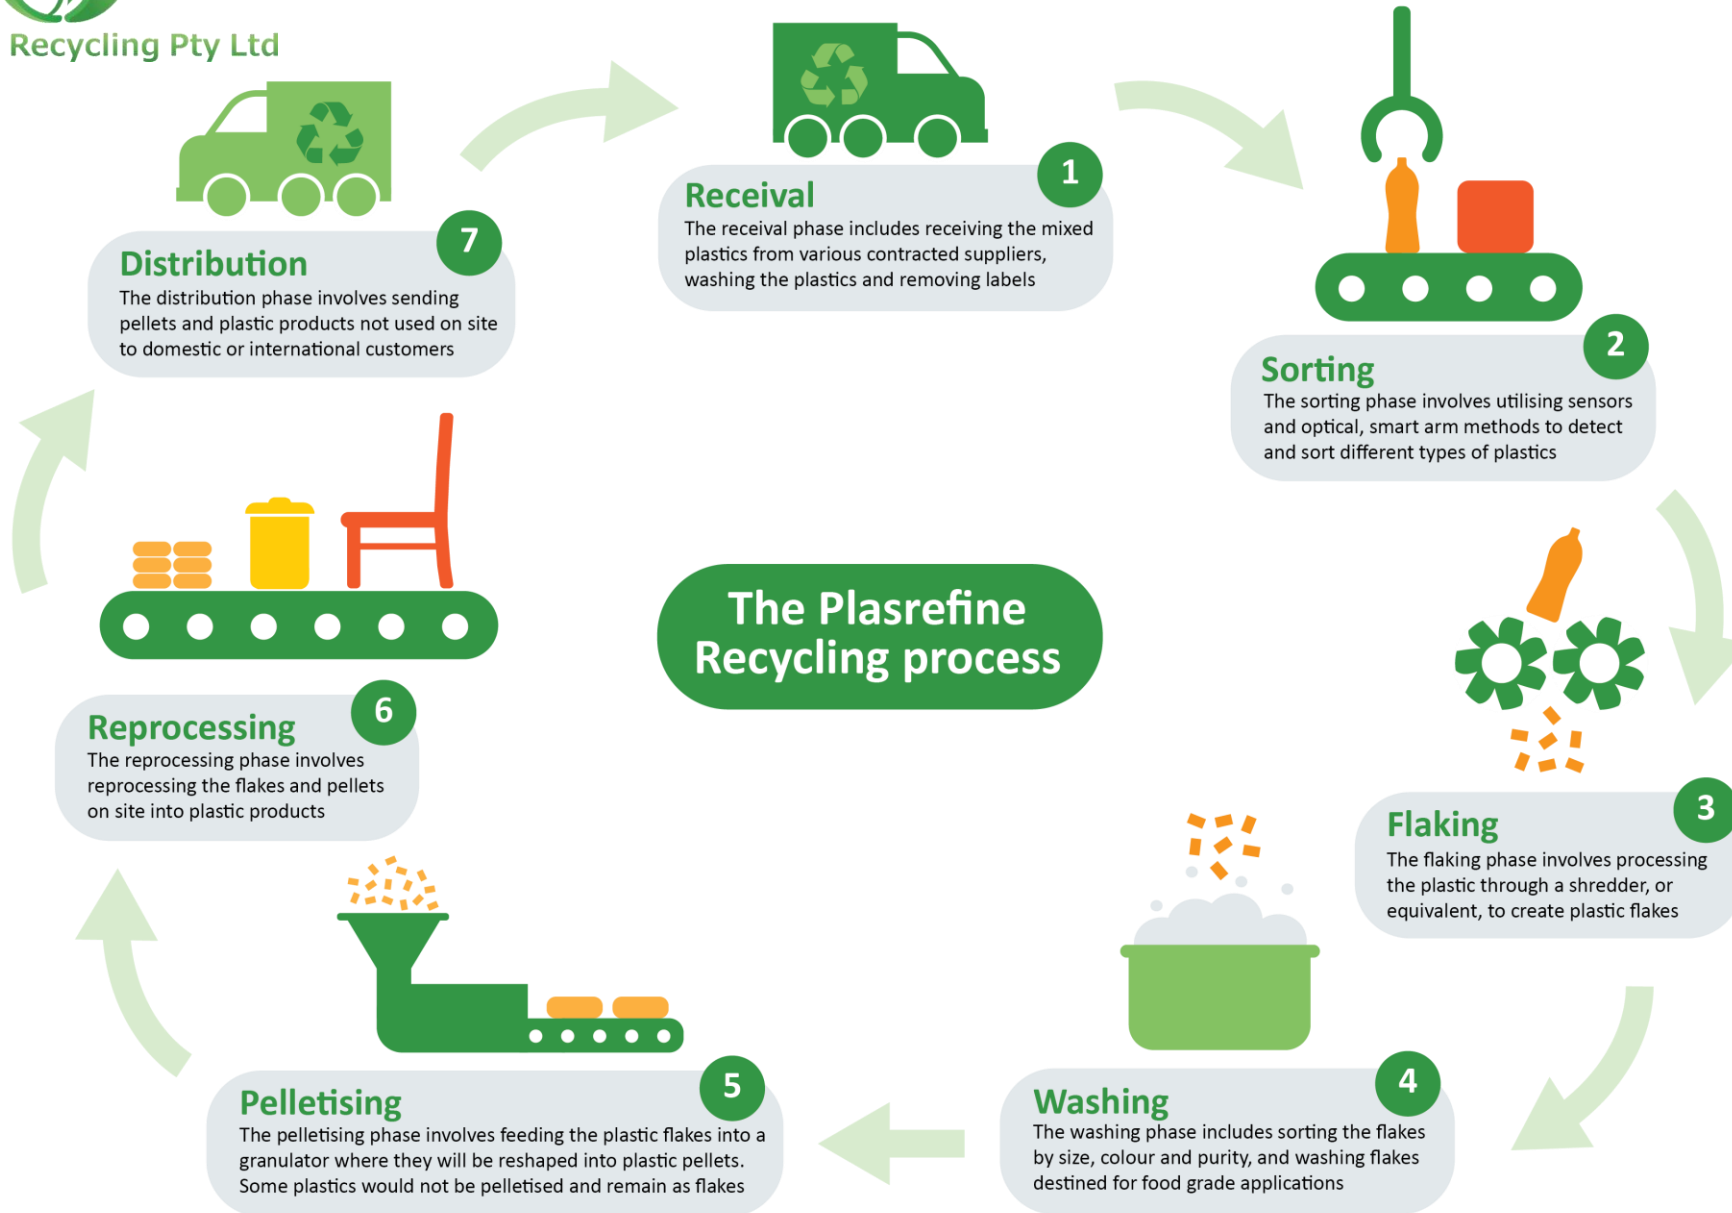 Recycling Pty Ltd
1
Receival
The receival phase includes receiving the mixed
plastics from various contracted suppliers,
washing the plastics and removing labels
2
Sorting
The sorting phase involves utilising sensors
and optical, smart arm methods to detect
and sort different types of plastics
3
Flaking
The flaking phase involves processing
the plastic through a shredder, or
equivalent, to create plastic flakes
4
Washing
The washing phase includes sorting the flakes
by size, colour and purity, and washing flakes
destined for food grade applications
5
Pelletising
The pelletising phase involves feeding the plastic flakes into a
granulator where they will be reshaped into plastic pellets.
Some plastics would not be pelletised and remain as flakes
6
Reprocessing
The reprocessing phase involves
reprocessing the flakes and pellets
on site into plastic products
7
Distribution
The distribution phase involves sending
pellets and plastic products not used on site
to domestic or international customers
The Plasrefine
Recycling process